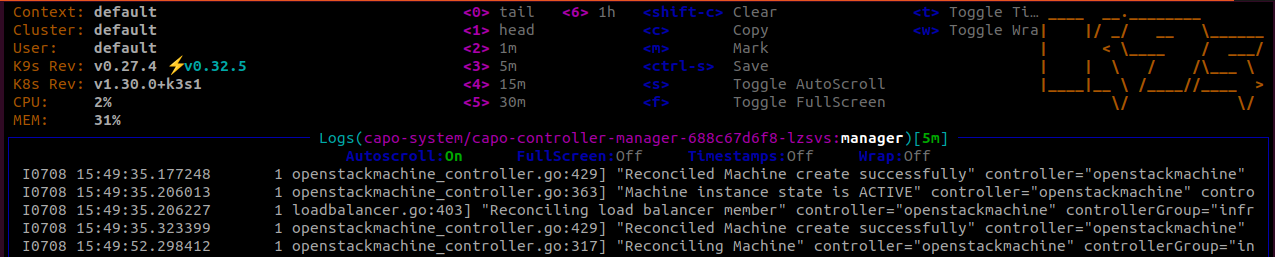 Context: default <0> tail <6> 1h <shift-c> Clear <t> Toggle Ti…
Cluster: default <1> head <c> Copy <w> Toggle Wra
User: default <2> 1m <m> Mark
K9s Rev: v0.27.4 ⚡v0.32.5 <3> 5m <ctrl-s> Save
K8s Rev: v1.30.0+k3s1 <4> 15m <s> Toggle AutoScroll
CPU: 2% <5> 30m <f> Toggle FullScreen
MEM: 31%
Logs(capo-system/capo-controller-manager-688c67d6f8-lzsvs:manager)[5m]
Autoscroll:On FullScreen:Off Timestamps:Off Wrap:Off
I0708 15:49:35.177248 1 openstackmachine_controller.go:429] "Reconciled Machine create successfully" controller="openstackmachine"
I0708 15:49:35.206013 1 openstackmachine_controller.go:363] "Machine instance state is ACTIVE" controller="openstackmachine" contro
I0708 15:49:35.206227 1 loadbalancer.go:403] "Reconciling load balancer member" controller="openstackmachine" controllerGroup="infr
I0708 15:49:35.323399 1 openstackmachine_controller.go:429] "Reconciled Machine create successfully" controller="openstackmachine"
I0708 15:49:52.298412 1 openstackmachine_controller.go:317] "Reconciling Machine" controller="openstackmachine" controllerGroup="in